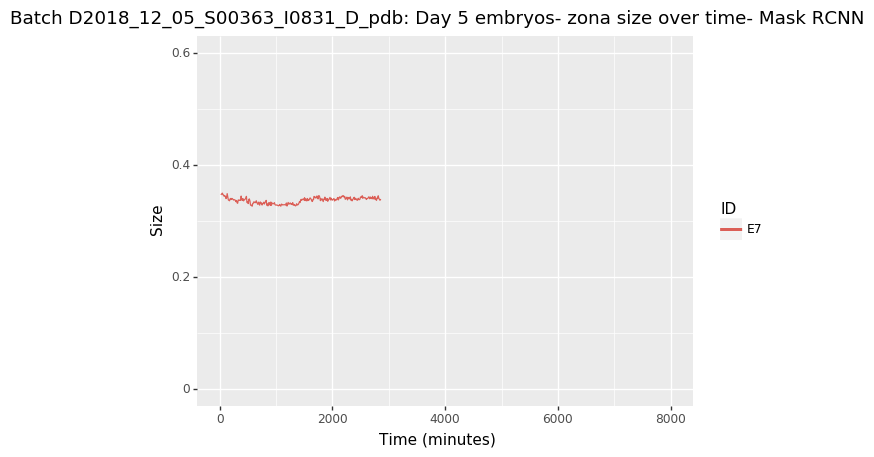 Batch D2018_12_05_S00363_I0831_D_pdb: Day 5 embryos- zona size over time- Mask RCNN
0.6
0.4
0.2
0
Size
0 2000 4000 6000 8000
Time (minutes)
ID
E7